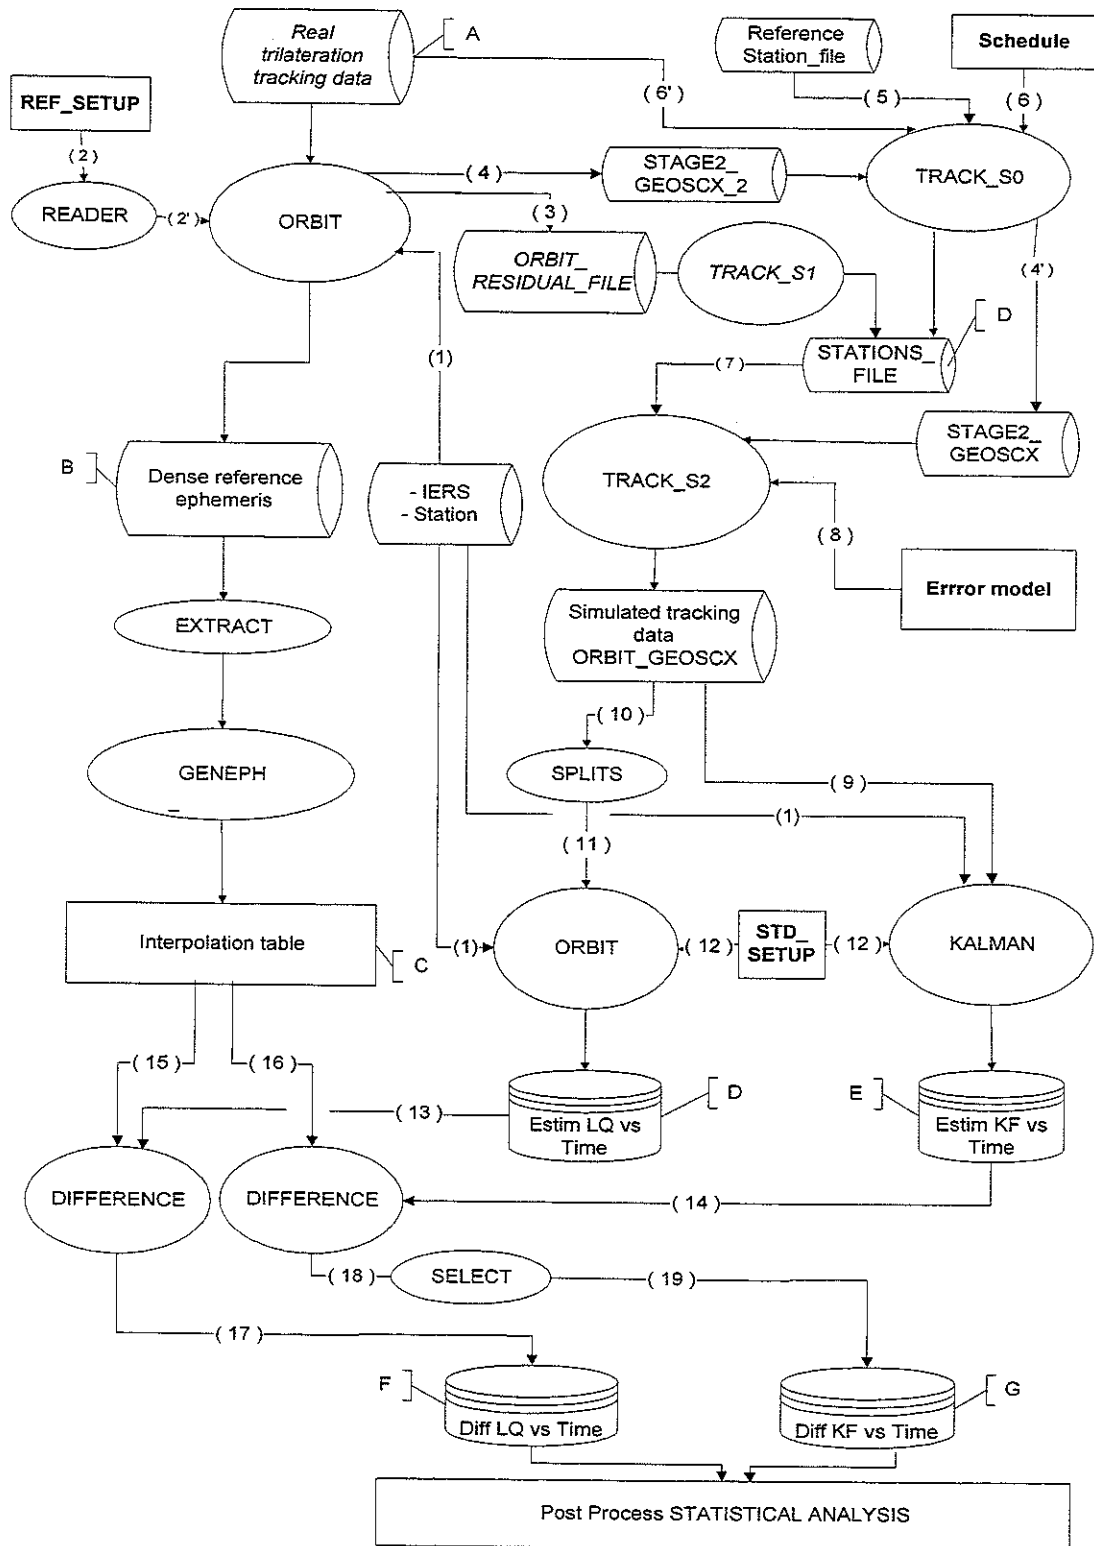 Real
trilateration
tracking data
A
Reference
Station_file
Schedule
REF_SETUP
(6')
(5)
(6)
(2)
READER
(2')
ORBIT
(4)
STAGE2_
GEOSCX_2
TRACK_S0
(3)
ORBIT_
RESIDUAL_FILE
TRACK_S1
(4')
D
(1)
(7)
STATIONS_
FILE
STAGE2_
GEOSCX
B
Dense reference
ephemeris
- IERS
- Station
TRACK_S2
(8)
Errror model
EXTRACT
Simulated tracking
data
ORBIT_GEOSCX
(10)
GENEPH
_
SPLITS
(9)
(1)
(11)
Interpolation table
C
(1)
ORBIT
(12)
STD_
SETUP
(12)
KALMAN
(15)
(16)
(13)
Estim LQ vs
Time
D
E
Estim KF vs
Time
DIFFERENCE
DIFFERENCE
(14)
(18)
SELECT
(19)
(17)
F
Diff LQ vs Time
Diff KF vs Time
G
Post Process STATISTICAL ANALYSIS